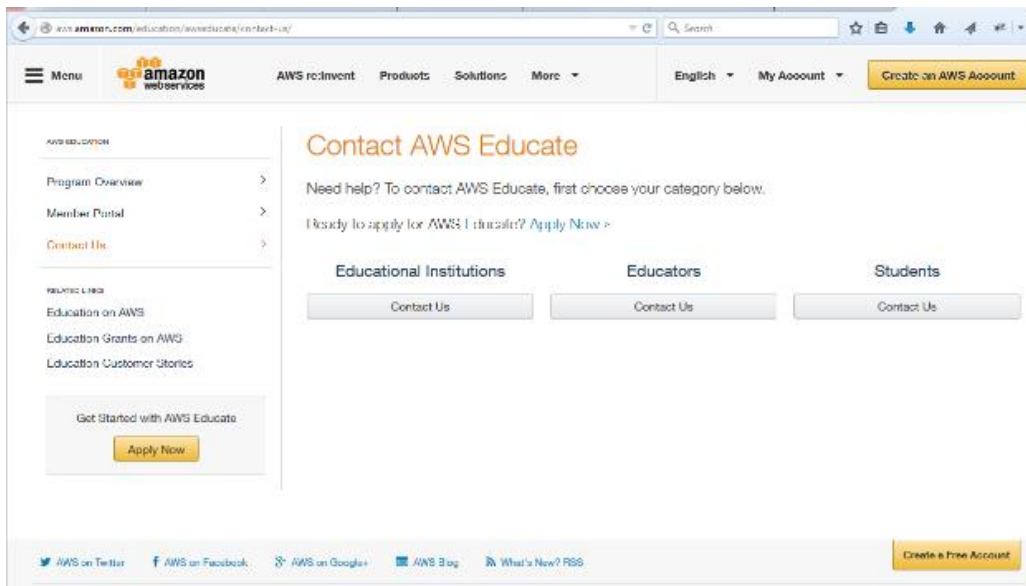 aws.amazon.com/education/awseducate/contact-us/
Search
Menu
amazon
webservices
AWS re:Invent
Products
Solutions
More
English
My Account
Create an AWS Account
AWS EDUCATION
Program Overview
Member Portal
Contact Us
RELATED LINKS
Education on AWS
Education Grants on AWS
Education Customer Stories
Get Started with AWS Educate
Apply Now
Contact AWS Educate
Need help? To contact AWS Educate, first choose your category below.
Ready to apply for AWS Educate? Apply Now »
Educational Institutions
Contact Us
Educators
Contact Us
Students
Contact Us
AWS on Twitter
AWS on Facebook
AWS on Google+
AWS Blog
What's New? RSS
Create a Free Account